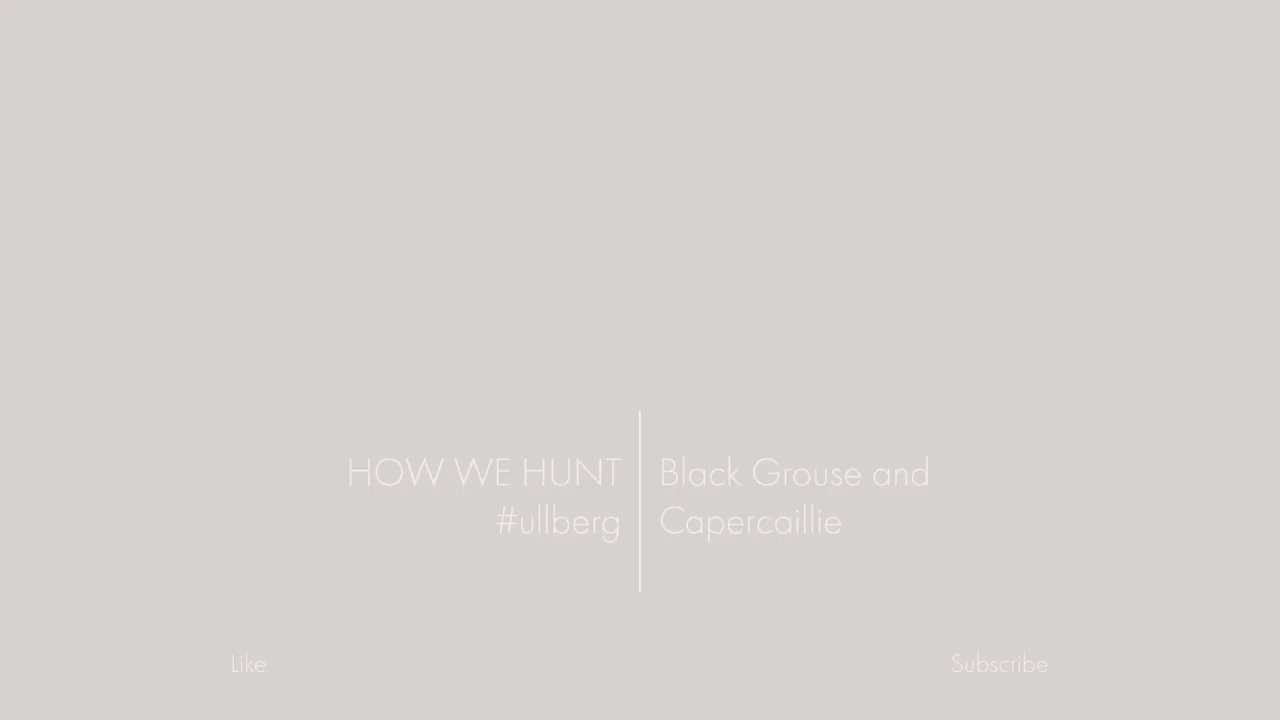 HOW WE HUNT
#ullberg
Black Grouse and
Capercaillie
Like
Subscribe